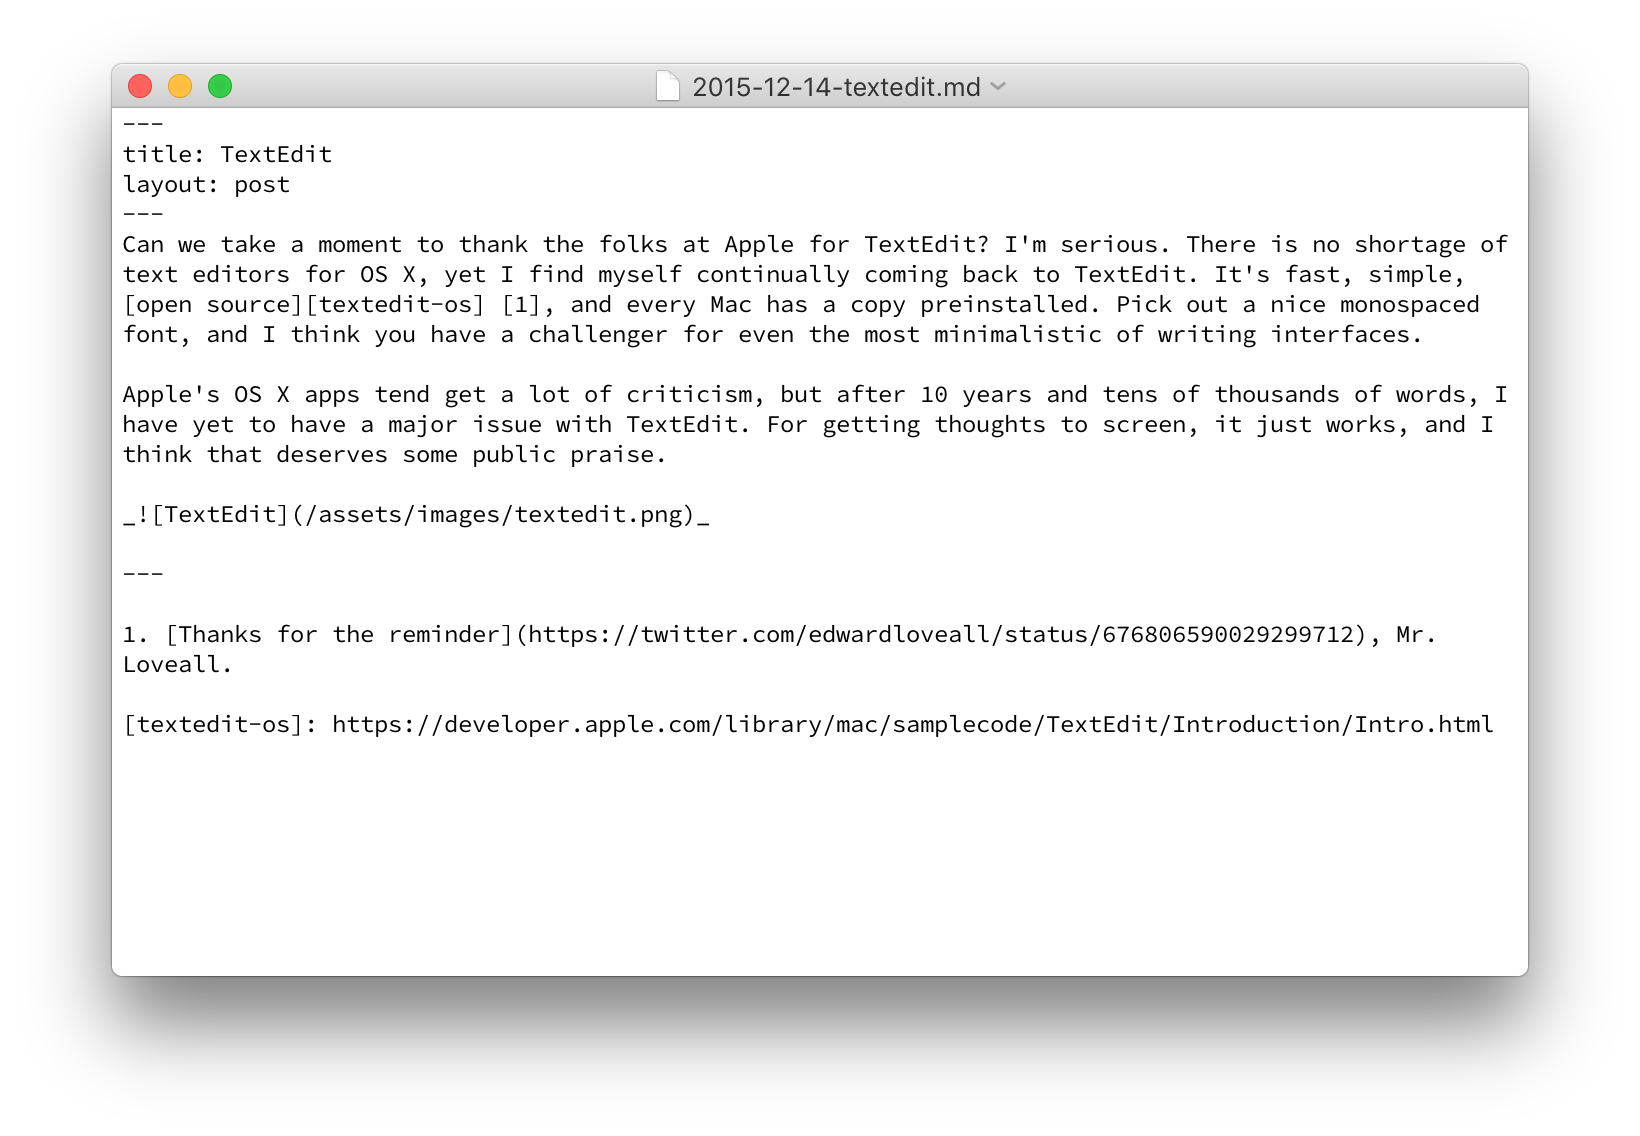 2015-12-14-textedit.md
---
title: TextEdit
layout: post
---
Can we take a moment to thank the folks at Apple for TextEdit? I'm serious. There is no shortage of
text editors for OS X, yet I find myself continually coming back to TextEdit. It's fast, simple,
[open source][textedit-os] [1], and every Mac has a copy preinstalled. Pick out a nice monospaced
font, and I think you have a challenger for even the most minimalistic of writing interfaces.

Apple's OS X apps tend get a lot of criticism, but after 10 years and tens of thousands of words, I
have yet to have a major issue with TextEdit. For getting thoughts to screen, it just works, and I
think that deserves some public praise.

_![TextEdit](/assets/images/textedit.png)_

---

1. [Thanks for the reminder](https://twitter.com/edwardloveall/status/676806590029299712), Mr.
Loveall.

[textedit-os]: https://developer.apple.com/library/mac/samplecode/TextEdit/Introduction/Intro.html